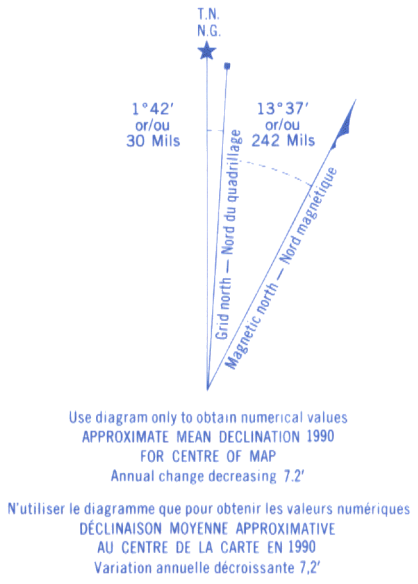 T.N.
N.G.
1°42′
or/ou
30 Mils
13°37′
or/ou
242 Mils
Grid north — Nord du quadrillage
Magnetic north — Nord magnétique
Use diagram only to obtain numerical values
APPROXIMATE MEAN DECLINATION 1990
FOR CENTRE OF MAP
Annual change decreasing 7.2′
N'utiliser le diagramme que pour obtenir les valeurs numériques
DÉCLINAISON MOYENNE APPROXIMATIVE
AU CENTRE DE LA CARTE EN 1990
Variation annuelle décroissante 7,2′